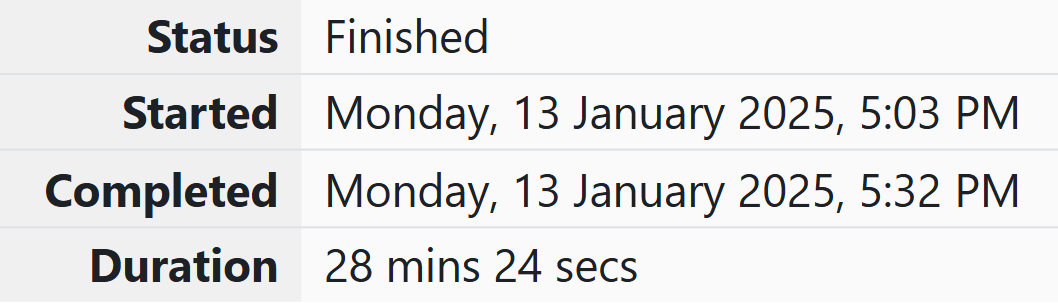 Status Finished
Started Monday, 13 January 2025, 5:03 PM
Completed Monday, 13 January 2025, 5:32 PM
Duration 28 mins 24 secs